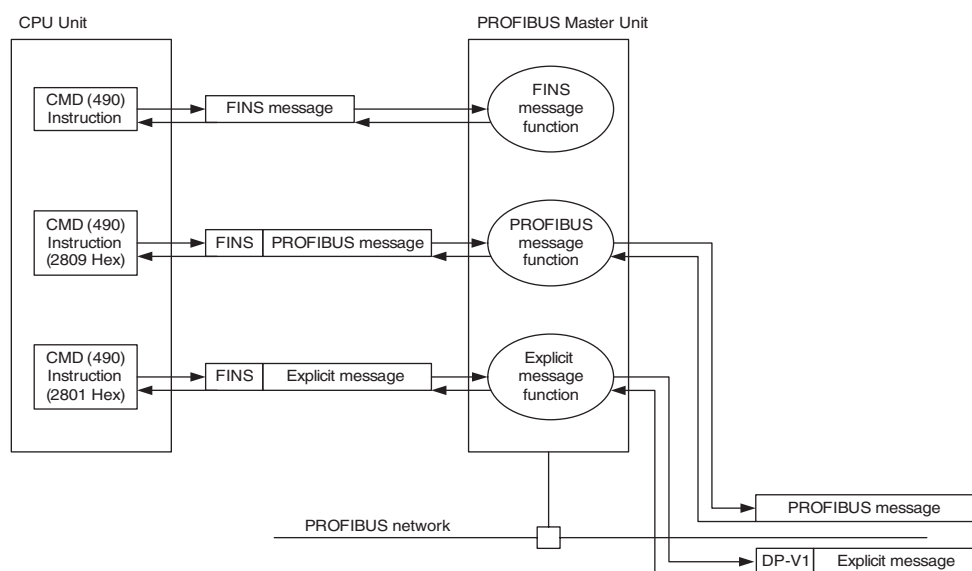 CPU Unit
PROFIBUS Master Unit
CMD (490)
Instruction
FINS message
FINS
message
function
CMD (490)
Instruction
(2809 Hex)
FINS
PROFIBUS message
PROFIBUS
message
function
CMD (490)
Instruction
(2801 Hex)
FINS
Explicit message
Explicit
message
function
PROFIBUS message
PROFIBUS network
DP-V1
Explicit message